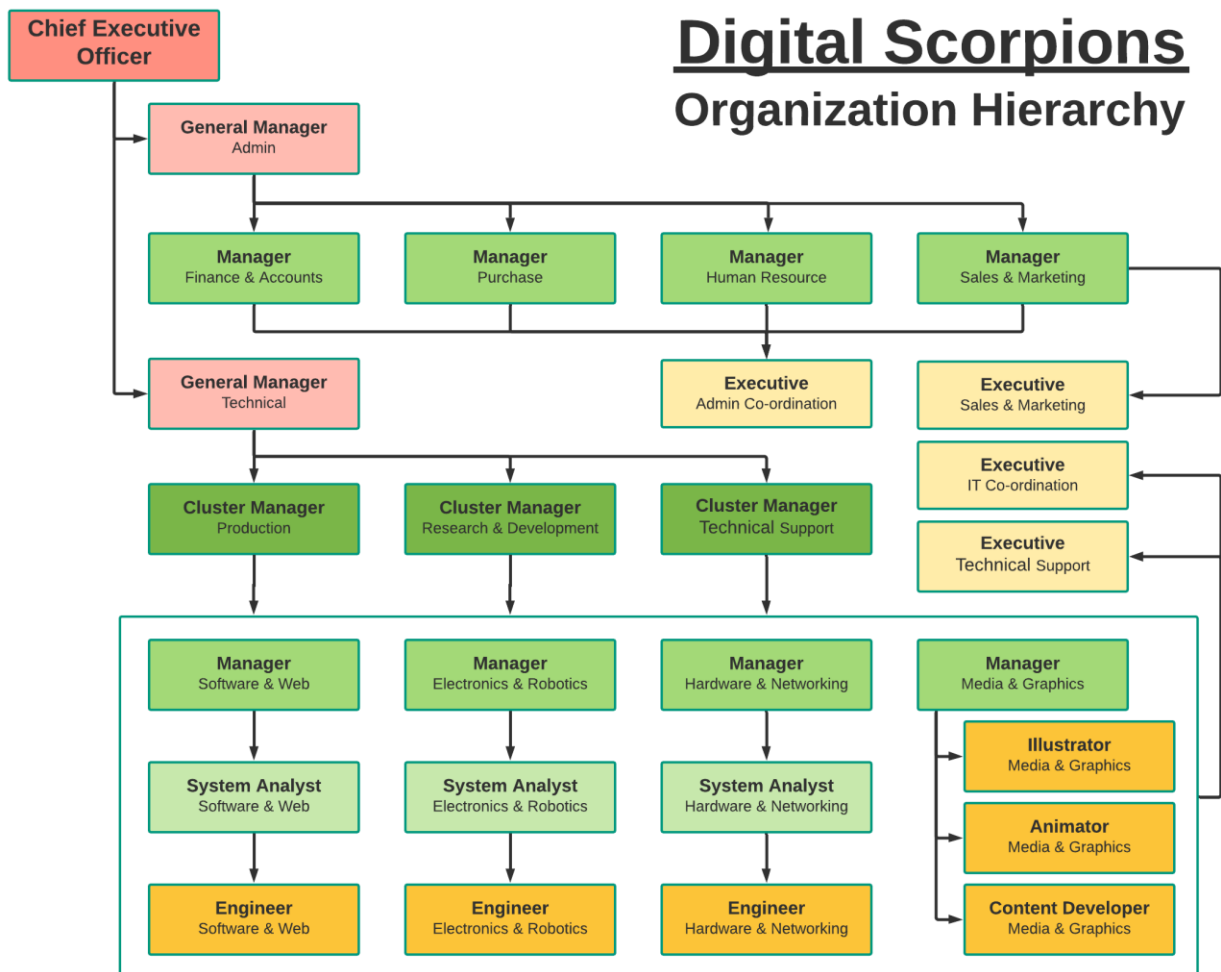 Chief Executive
Officer
Digital Scorpions
Organization Hierarchy
General Manager
Admin
Manager
Finance & Accounts
Manager
Purchase
Manager
Human Resource
Manager
Sales & Marketing
General Manager
Technical
Executive
Admin Co-ordination
Executive
Sales & Marketing
Executive
IT Co-ordination
Cluster Manager
Production
Cluster Manager
Research & Development
Cluster Manager
Technical Support
Executive
Technical Support
Manager
Software & Web
Manager
Electronics & Robotics
Manager
Hardware & Networking
Manager
Media & Graphics
Illustrator
Media & Graphics
System Analyst
Software & Web
System Analyst
Electronics & Robotics
System Analyst
Hardware & Networking
Animator
Media & Graphics
Engineer
Software & Web
Engineer
Electronics & Robotics
Engineer
Hardware & Networking
Content Developer
Media & Graphics